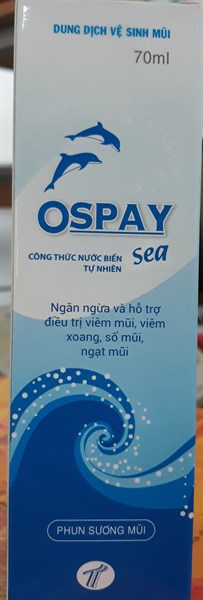 DUNG DỊCH VỆ SINH MŨI
70ml
OSPAY
sea
CÔNG THỨC NƯỚC BIỂN
TỰ NHIÊN
Ngăn ngừa và hỗ trợ
điều trị viêm mũi, viêm
xoang, sổ mũi,
ngạt mũi
PHUN SƯƠNG MŨI